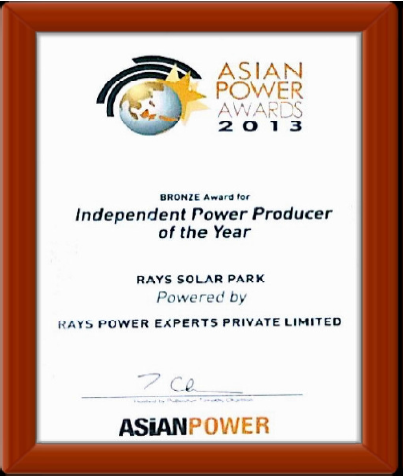 ASIAN
POWER
AWARDS
2013
BRONZE Award for
Independent Power Producer
of the Year
RAYS SOLAR PARK
Powered by
RAYS POWER EXPERTS PRIVATE LIMITED
ASiANPOWER